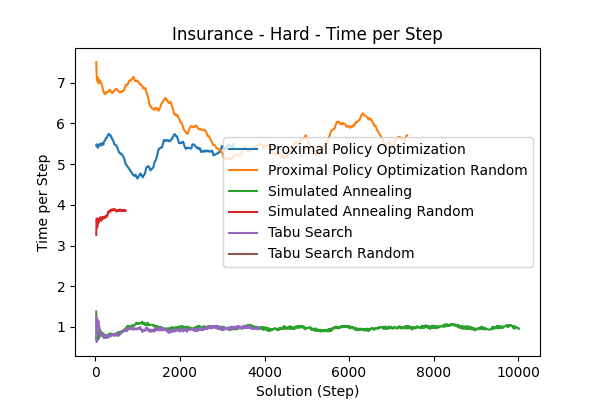 Insurance - Hard - Time per Step
Time per Step
7
6
5
4
3
2
1
Proximal Policy Optimization
Proximal Policy Optimization Random
Simulated Annealing
Simulated Annealing Random
Tabu Search
Tabu Search Random
0
2000
4000
6000
8000
10000
Solution (Step)